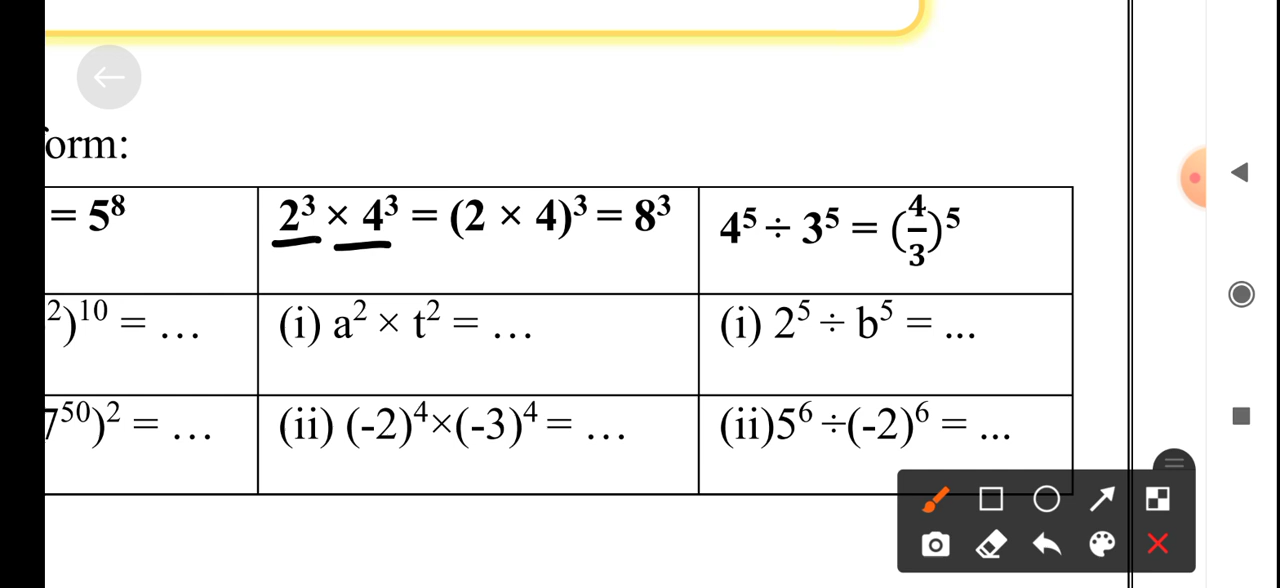 orm:
= 5⁸ 2³ × 4³ = (2 × 4)³ = 8³ 4⁵ ÷ 3⁵ = (4/3)⁵
²)¹⁰ = … (i) a² × t² = … (i) 2⁵ ÷ b⁵ = ...
7⁵⁰)² = … (ii) (-2)⁴×(-3)⁴ = … (ii)5⁶ ÷(-2)⁶ = ...